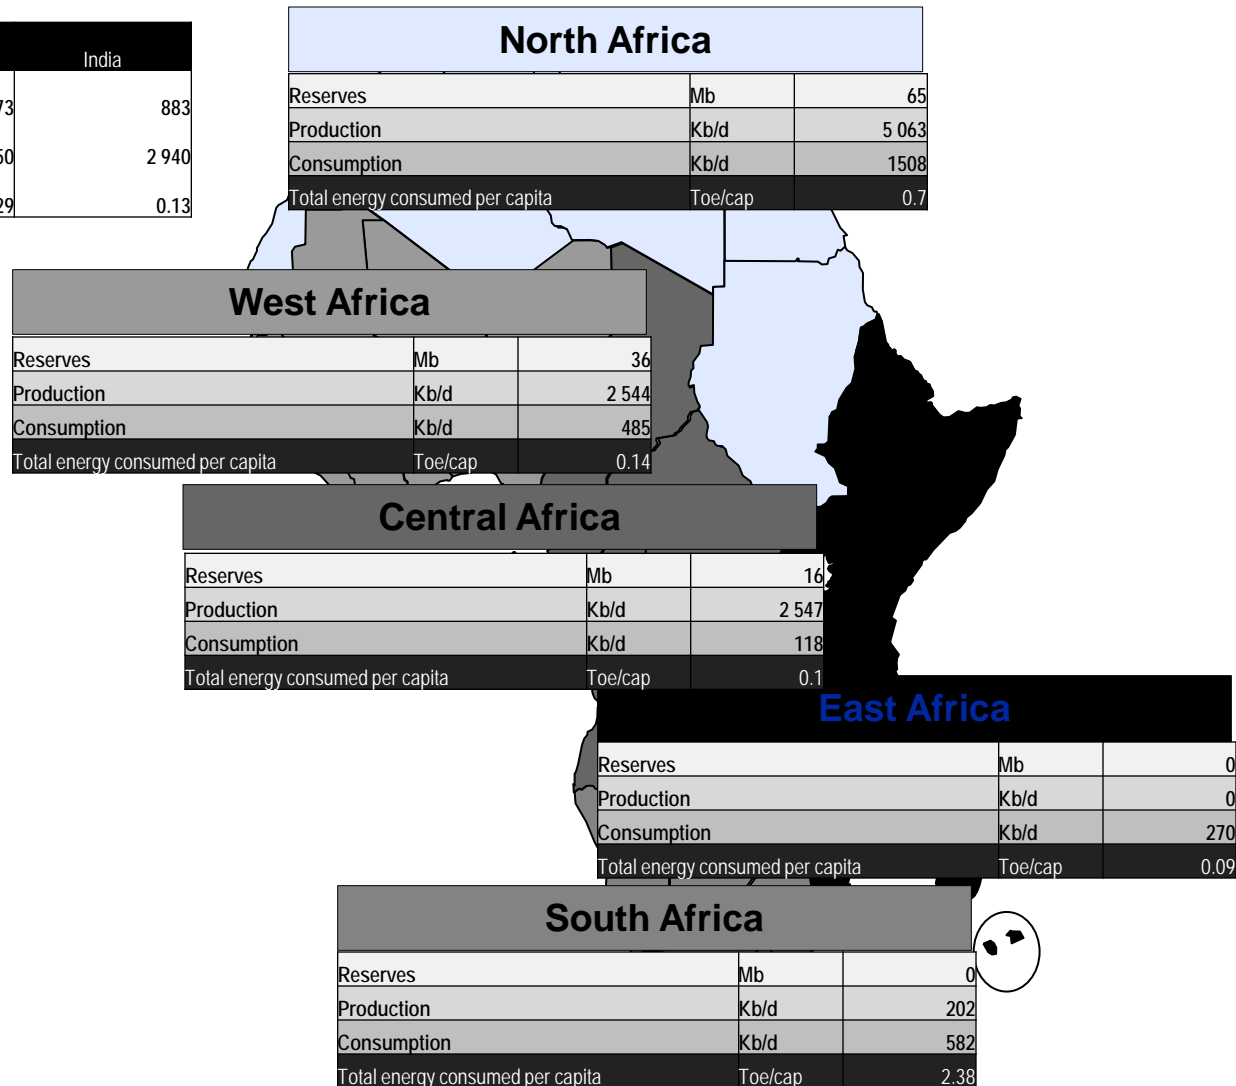 India
73 883
50 2 940
29 0.13
North Africa
Reserves Mb 65
Production Kb/d 5 063
Consumption Kb/d 1508
Total energy consumed per capita Toe/cap 0.7
West Africa
Reserves Mb 36
Production Kb/d 2 544
Consumption Kb/d 485
Total energy consumed per capita Toe/cap 0.14
Central Africa
Reserves Mb 16
Production Kb/d 2 547
Consumption Kb/d 118
Total energy consumed per capita Toe/cap 0.1
East Africa
Reserves Mb 0
Production Kb/d 0
Consumption Kb/d 270
Total energy consumed per capita Toe/cap 0.09
South Africa
Reserves Mb 0
Production Kb/d 202
Consumption Kb/d 582
Total energy consumed per capita Toe/cap 2.38